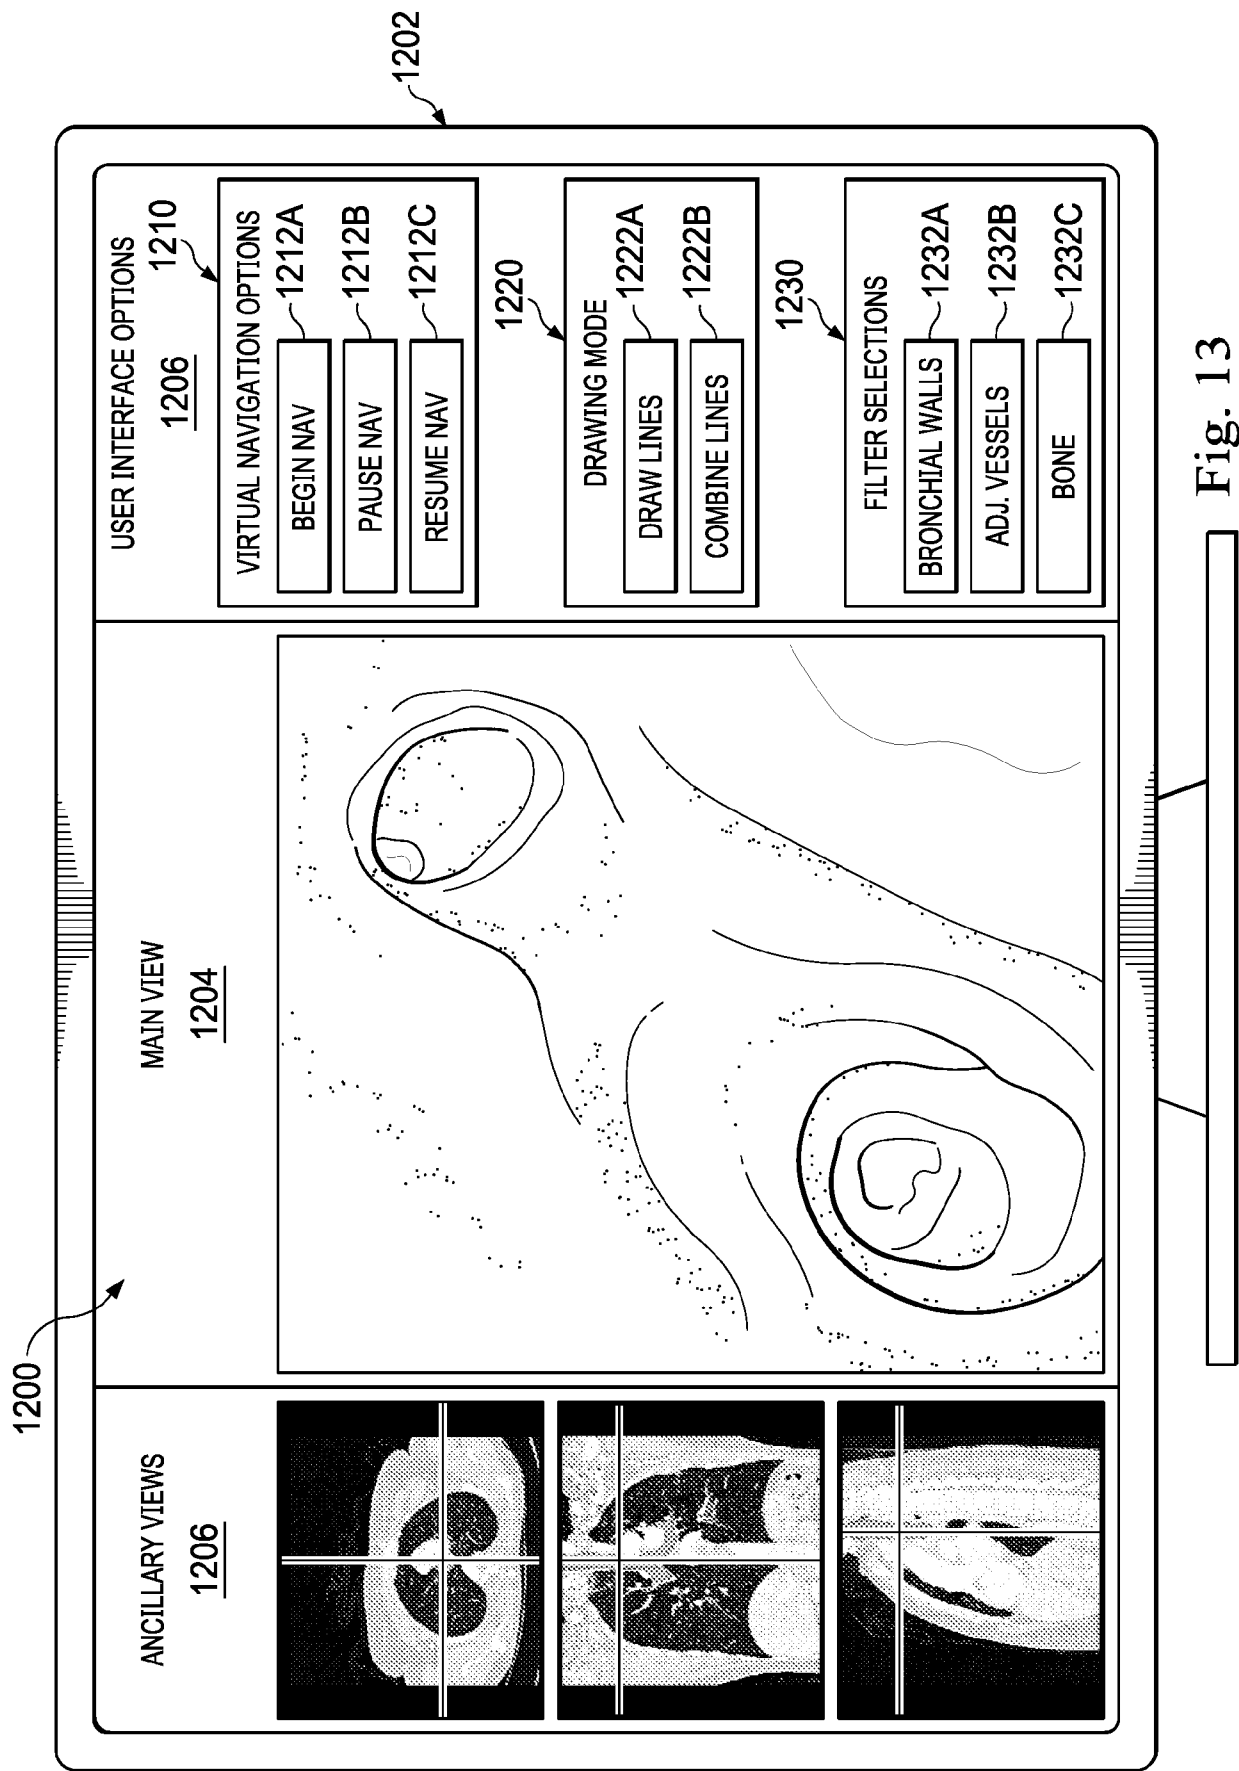 1200
1202
ANCILLARY VIEWS
1206
MAIN VIEW
1204
USER INTERFACE OPTIONS
1206
1210
VIRTUAL NAVIGATION OPTIONS
BEGIN NAV
1212A
PAUSE NAV
1212B
RESUME NAV
1212C
1220
DRAWING MODE
DRAW LINES
1222A
COMBINE LINES
1222B
1230
FILTER SELECTIONS
BRONCHIAL WALLS
1232A
ADJ. VESSELS
1232B
BONE
1232C
Fig. 13